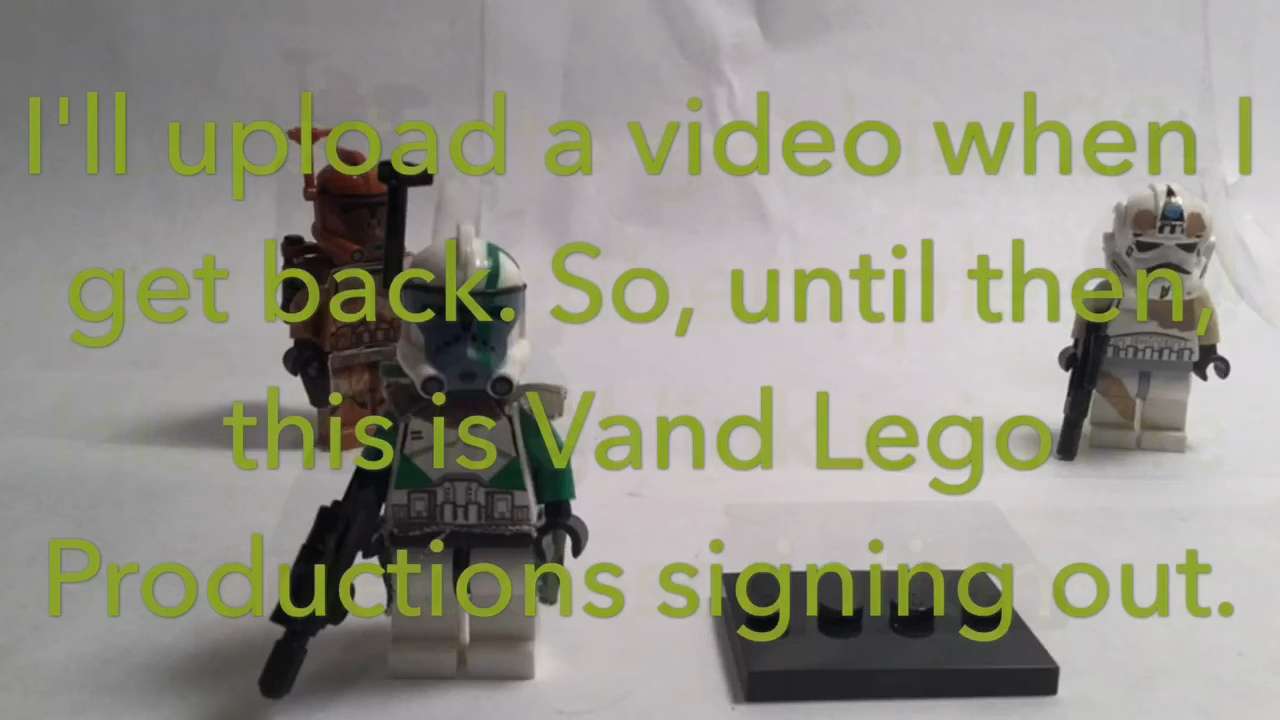 I'll upload a video when I
get back. So, until then,
this is Vand Lego
Productions signing out.